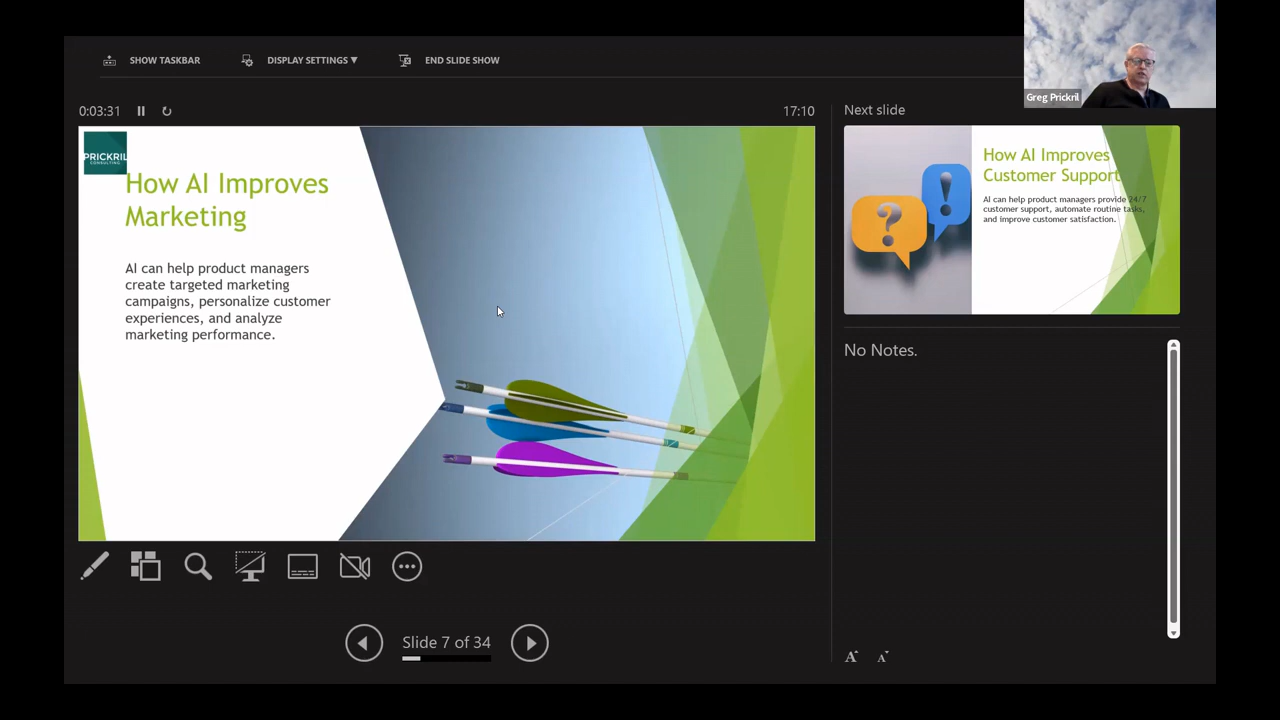 SHOW TASKBAR
DISPLAY SETTINGS ▼
END SLIDE SHOW
Greg Prickril
0:03:31
17:10
Next slide
PRICKRIL
CONSULTING
How AI Improves
Marketing
AI can help product managers
create targeted marketing
campaigns, personalize customer
experiences, and analyze
marketing performance.
How AI Improves
Customer Support
AI can help product managers provide 24/7
customer support, automate routine tasks,
and improve customer satisfaction.
No Notes.
Slide 7 of 34
A A